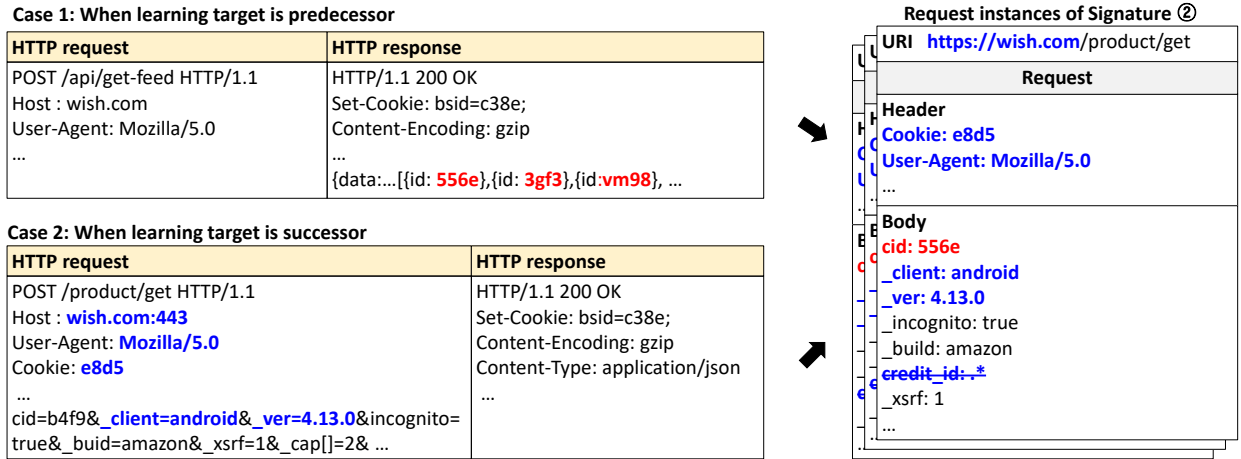 Case 1: When learning target is predecessor
HTTP request
HTTP response
POST /api/get-feed HTTP/1.1
Host : wish.com
User-Agent: Mozilla/5.0
...
HTTP/1.1 200 OK
Set-Cookie: bsid=c38e;
Content-Encoding: gzip
...
{data:...[{id: 556e},{id: 3gf3},{id:vm98}, ...
Case 2: When learning target is successor
HTTP request
HTTP response
POST /product/get HTTP/1.1
Host : wish.com:443
User-Agent: Mozilla/5.0
Cookie: e8d5
...
cid=b4f9&_client=android&_ver=4.13.0&incognito=
true&_buid=amazon&_xsrf=1&_cap[]=2& ...
HTTP/1.1 200 OK
Set-Cookie: bsid=c38e;
Content-Encoding: gzip
Content-Type: application/json
...
Request instances of Signature ②
URI https://wish.com/product/get
Request
Header
Cookie: e8d5
User-Agent: Mozilla/5.0
...
Body
cid: 556e
_client: android
_ver: 4.13.0
_incognito: true
_build: amazon
credit_id: .*
_xsrf: 1
...